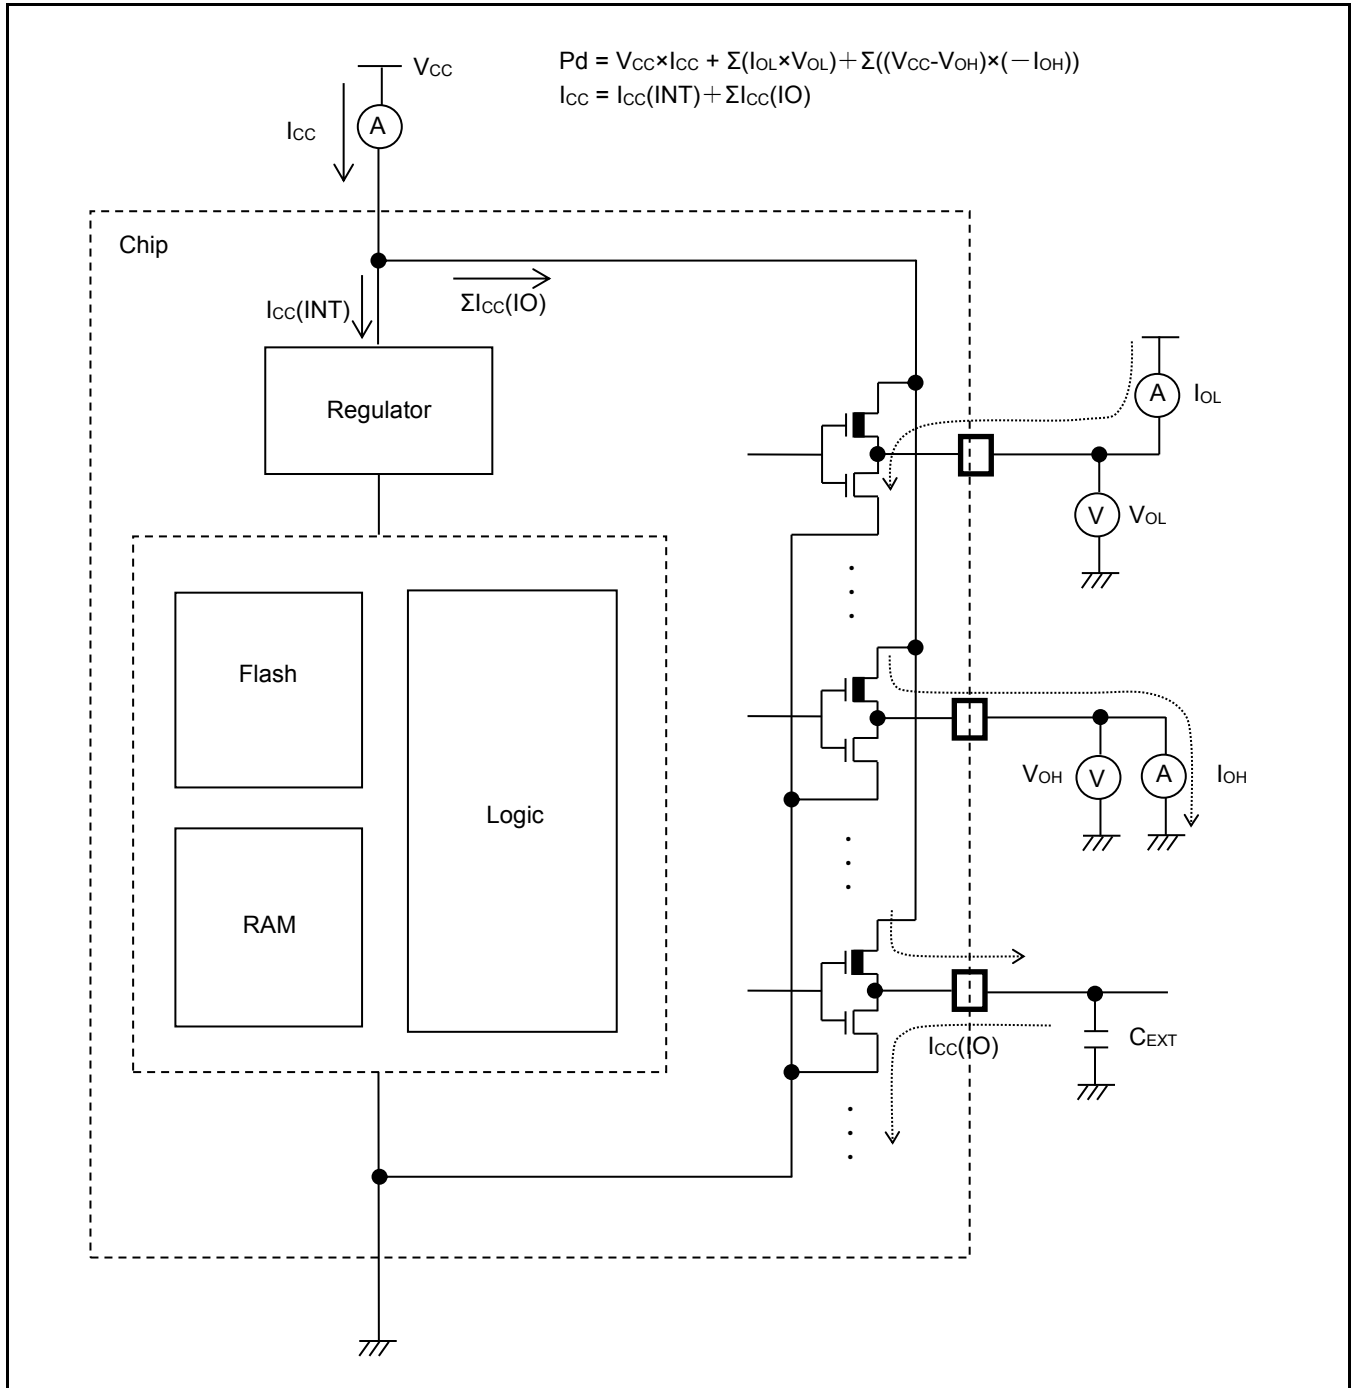 Pd = VCC×ICC + Σ(IOL×VOL)+Σ((VCC-VOH)×(-IOH))
ICC = ICC(INT)+ΣICC(IO)
VCC
A
ICC
Chip
ICC(INT)
ΣICC(IO)
Regulator
A
IOL
V
VOL
Flash
Logic
VOH
V
A
IOH
RAM
ICC(IO)
CEXT